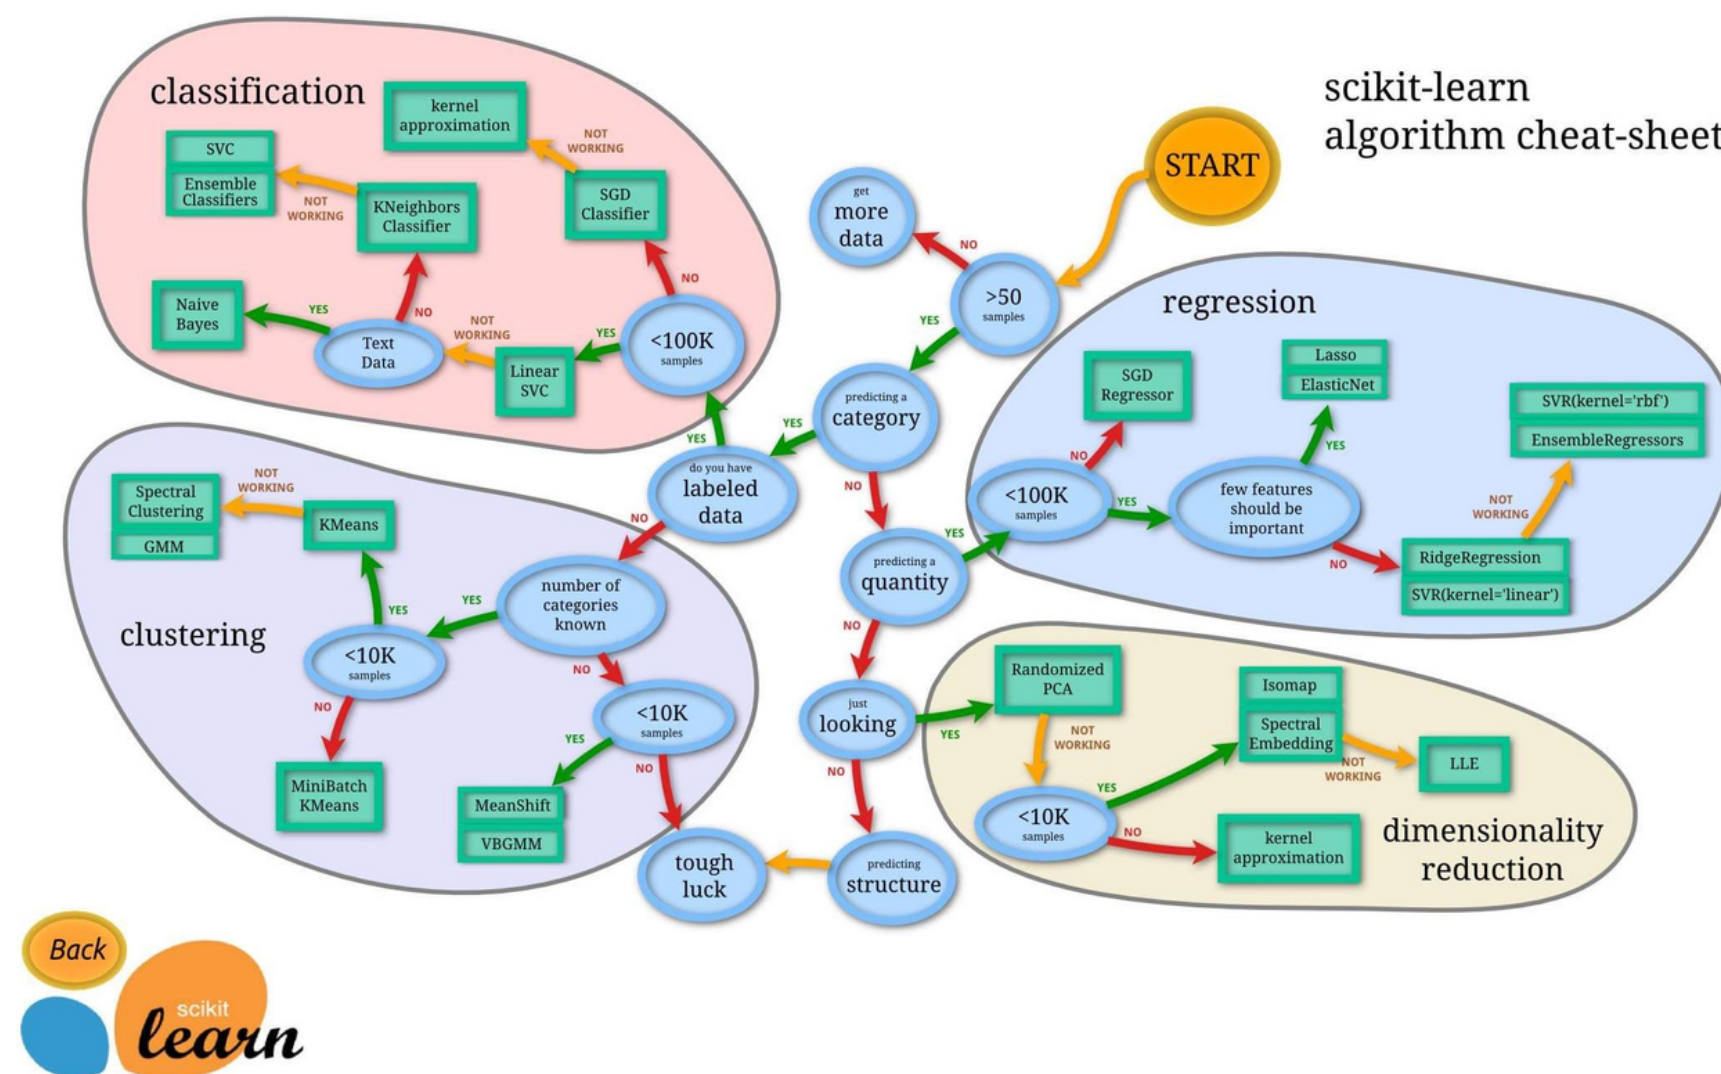 scikit-learn
algorithm cheat-sheet
START
get
more
data
NO
>50
samples
YES
predicting a
category
YES
NO
do you have
labeled
data
YES
NO
predicting a
quantity
YES
NO
just
looking
YES
NO
predicting
structure
tough
luck
classification
kernel
approximation
NOT
WORKING
SGD
Classifier
NO
<100K
samples
YES
Linear
SVC
NOT
WORKING
Text
Data
YES
Naive
Bayes
NO
KNeighbors
Classifier
NOT
WORKING
SVC
Ensemble
Classifiers
regression
<100K
samples
NO
SGD
Regressor
YES
few features
should be
important
YES
Lasso
ElasticNet
NO
RidgeRegression
SVR(kernel='linear')
NOT
WORKING
SVR(kernel='rbf')
EnsembleRegressors
clustering
number of
categories
known
YES
<10K
samples
YES
KMeans
NOT
WORKING
Spectral
Clustering
GMM
NO
MiniBatch
KMeans
NO
<10K
samples
YES
MeanShift
VBGMM
NO
dimensionality
reduction
Randomized
PCA
NOT
WORKING
<10K
samples
YES
Isomap
Spectral
Embedding
NOT
WORKING
LLE
NO
kernel
approximation
Back
scikit
learn